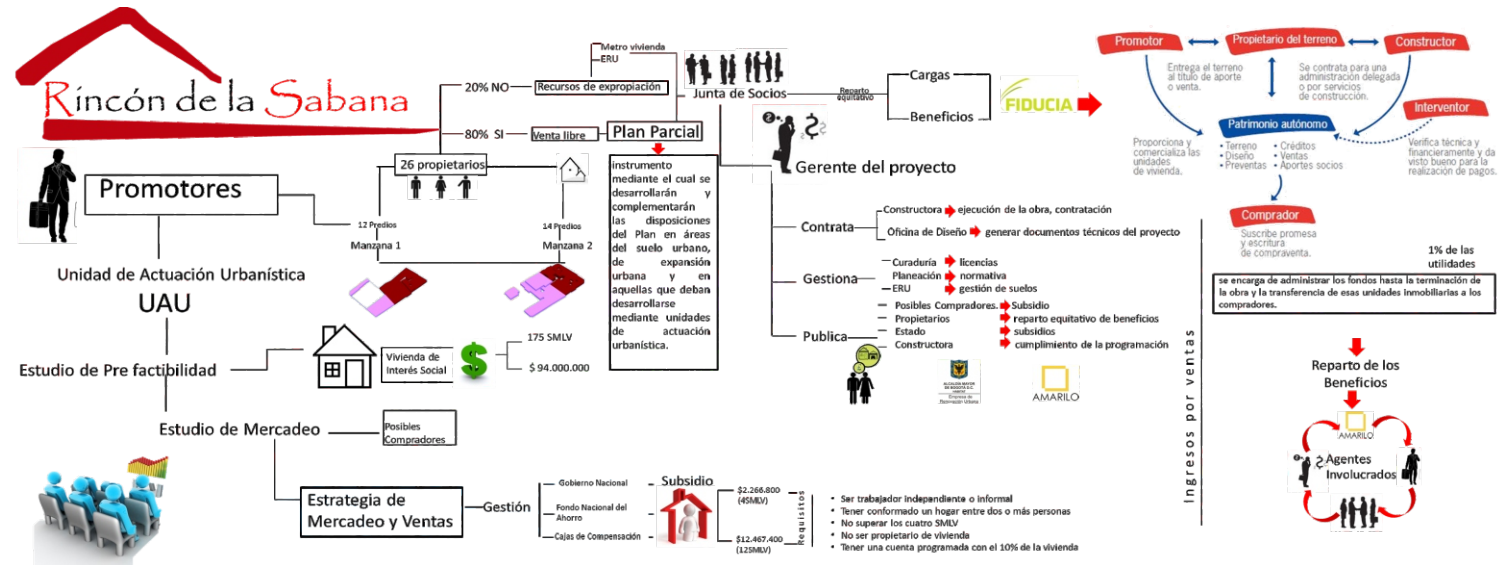 Rincón de la Sabana
20% NO
Recursos de expropiación
Metro vivienda
ERU
80% SI
Venta libre
Plan Parcial
26 propietarios
12 Predios
Manzana 1
14 Predios
Manzana 2
instrumento
mediante el cual se
desarrollarán y
complementarán
las disposiciones
del Plan en áreas
del suelo urbano,
de expansión
urbana y en
aquellas que deban
desarrollarse
mediante unidades
de actuación
urbanística.
Promotores
Unidad de Actuación Urbanística
UAU
Estudio de Pre factibilidad
Vivienda de
Interés Social
175 SMLV
$ 94.000.000
Estudio de Mercadeo
Posibles
Compradores
Estrategia de
Mercadeo y Ventas
Gestión
Gobierno Nacional
Fondo Nacional del
Ahorro
Cajas de Compensación
Subsidio
$2.266.800
(4SMLV)
$12.467.400
(12SMLV)
Requisitos
• Ser trabajador independiente o informal
• Tener conformado un hogar entre dos o más personas
• No superar los cuatro SMLV
• No ser propietario de vivienda
• Tener una cuenta programada con el 10% de la vivienda
Junta de Socios
Reparto
equitativo
Cargas
Beneficios
FIDUCIA
Gerente del proyecto
Contrata
Constructora ejecución de la obra, contratación
Oficina de Diseño generar documentos técnicos del proyecto
Gestiona
Curaduría licencias
Planeación normativa
ERU gestión de suelos
Publica
Posibles Compradores. Subsidio
Propietarios reparto equitativo de beneficios
Estado subsidios
Constructora cumplimiento de la programación
ALCALDÍA MAYOR
DE BOGOTÁ D.C.
HÁBITAT
Empresa de
Renovación Urbana
AMARILO
Ingresos por ventas
Promotor
Propietario del terreno
Constructor
Entrega el terreno
al título de aporte
o venta.
Se contrata para una
administración delegada
o por servicios
de construcción.
Interventor
Patrimonio autónomo
• Terreno
• Diseño
• Preventas
• Créditos
• Ventas
• Aportes socios
Proporciona y
comercializa las
unidades
de vivienda.
Verifica técnica y
financieramente y da
visto bueno para la
realización de pagos.
Comprador
Suscribe promesa
y escritura
de compraventa.
1% de las
utilidades
se encarga de administrar los fondos hasta la terminación de
la obra y la transferencia de esas unidades inmobiliarias a los
compradores.
Reparto de los
Beneficios
AMARILO
Agentes
Involucrados